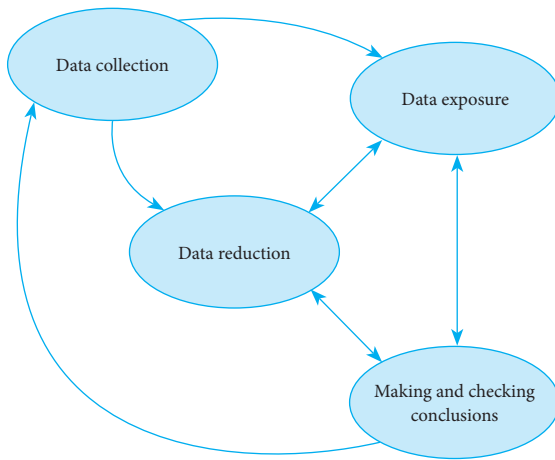 Data collection
Data exposure
Data reduction
Making and checking
conclusions